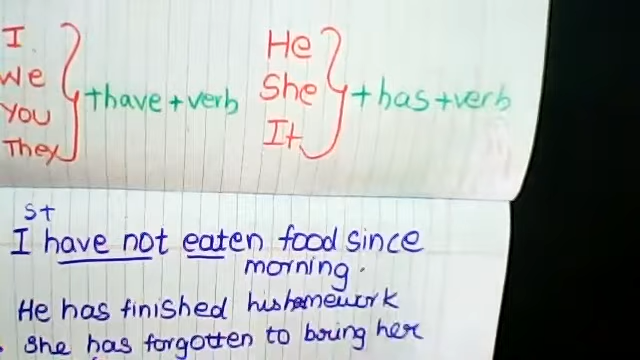 I
We
You
They
+have+verb
He
She
It
+has+verb
st
I have not eaten food since
morning.
He has finished his homework
She has forgotten to bring her